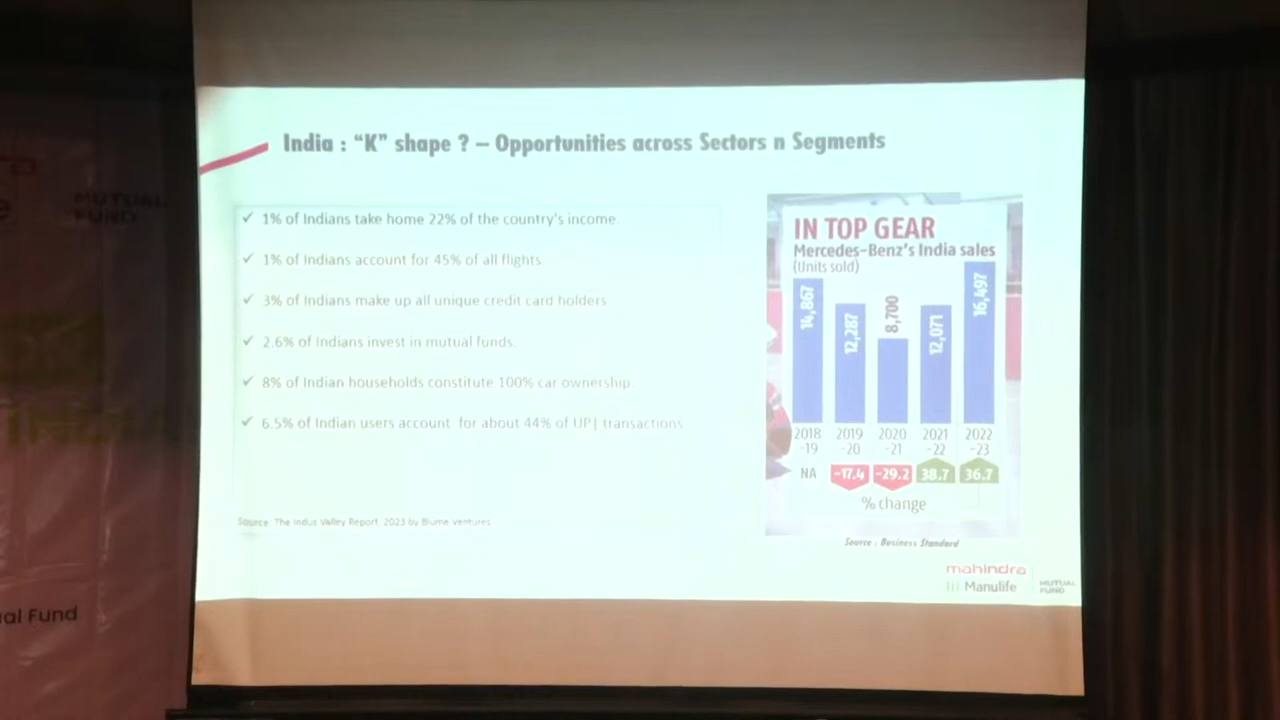 India : “K” shape ? – Opportunities across Sectors n Segments
✓ 1% of Indians take home 22% of the country's income.
✓ 1% of Indians account for 45% of all flights.
✓ 3% of Indians make up all unique credit card holders
✓ 2.6% of Indians invest in mutual funds.
✓ 8% of Indian households constitute 100% car ownership.
✓ 6.5% of Indian users account for about 44% of UPI transactions
Source: The Indus Valley Report, 2023 by Blume Ventures
IN TOP GEAR
Mercedes-Benz's India sales
(Units sold)
14,867 12,287 8,700 12,071 16,497
2018 2019 2020 2021 2022
-19 -20 -21 -22 -23
NA -17.4 -29.2 38.7 36.7
% change
Source : Business Standard
mahindra
Manulife
MUTUAL
FUND
MUTUAL
FUND
al Fund